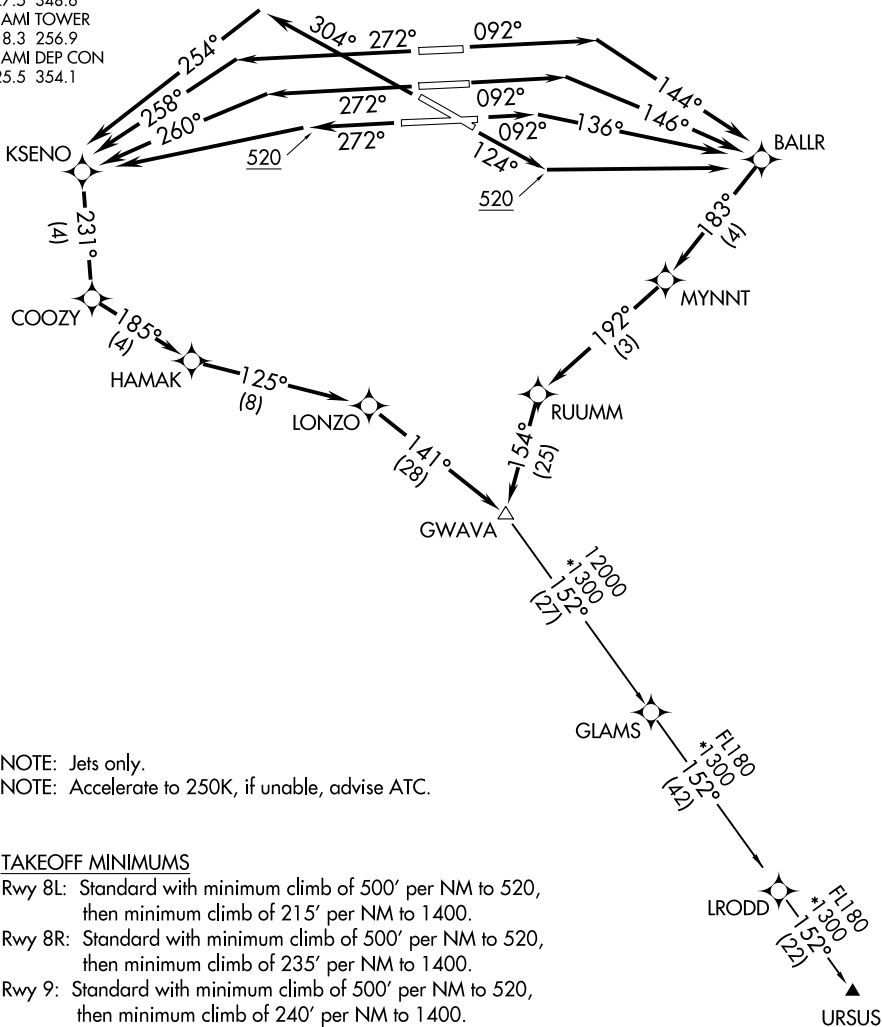 AMI TOWER
8.3 256.9
AMI DEP CON
25.5 354.1
304°
272°
092°
254°
258°
260°
272°
092°
144°
146°
272°
092°
136°
124°
520
520
KSENO
BALLR
231°
(4)
183°
(4)
COOZY
MYNNT
185°
(4)
192°
(3)
HAMAK
125°
(8)
LONZO
RUUMM
141°
(28)
154°
(25)
GWAVA
12000
*1300
152°
(27)
GLAMS
FL180
*1300
152°
(42)
LRODD
FL180
*1300
152°
(22)
URSUS
NOTE: Jets only.
NOTE: Accelerate to 250K, if unable, advise ATC.
TAKEOFF MINIMUMS
Rwy 8L: Standard with minimum climb of 500' per NM to 520,
then minimum climb of 215' per NM to 1400.
Rwy 8R: Standard with minimum climb of 500' per NM to 520,
then minimum climb of 235' per NM to 1400.
Rwy 9: Standard with minimum climb of 500' per NM to 520,
then minimum climb of 240' per NM to 1400.